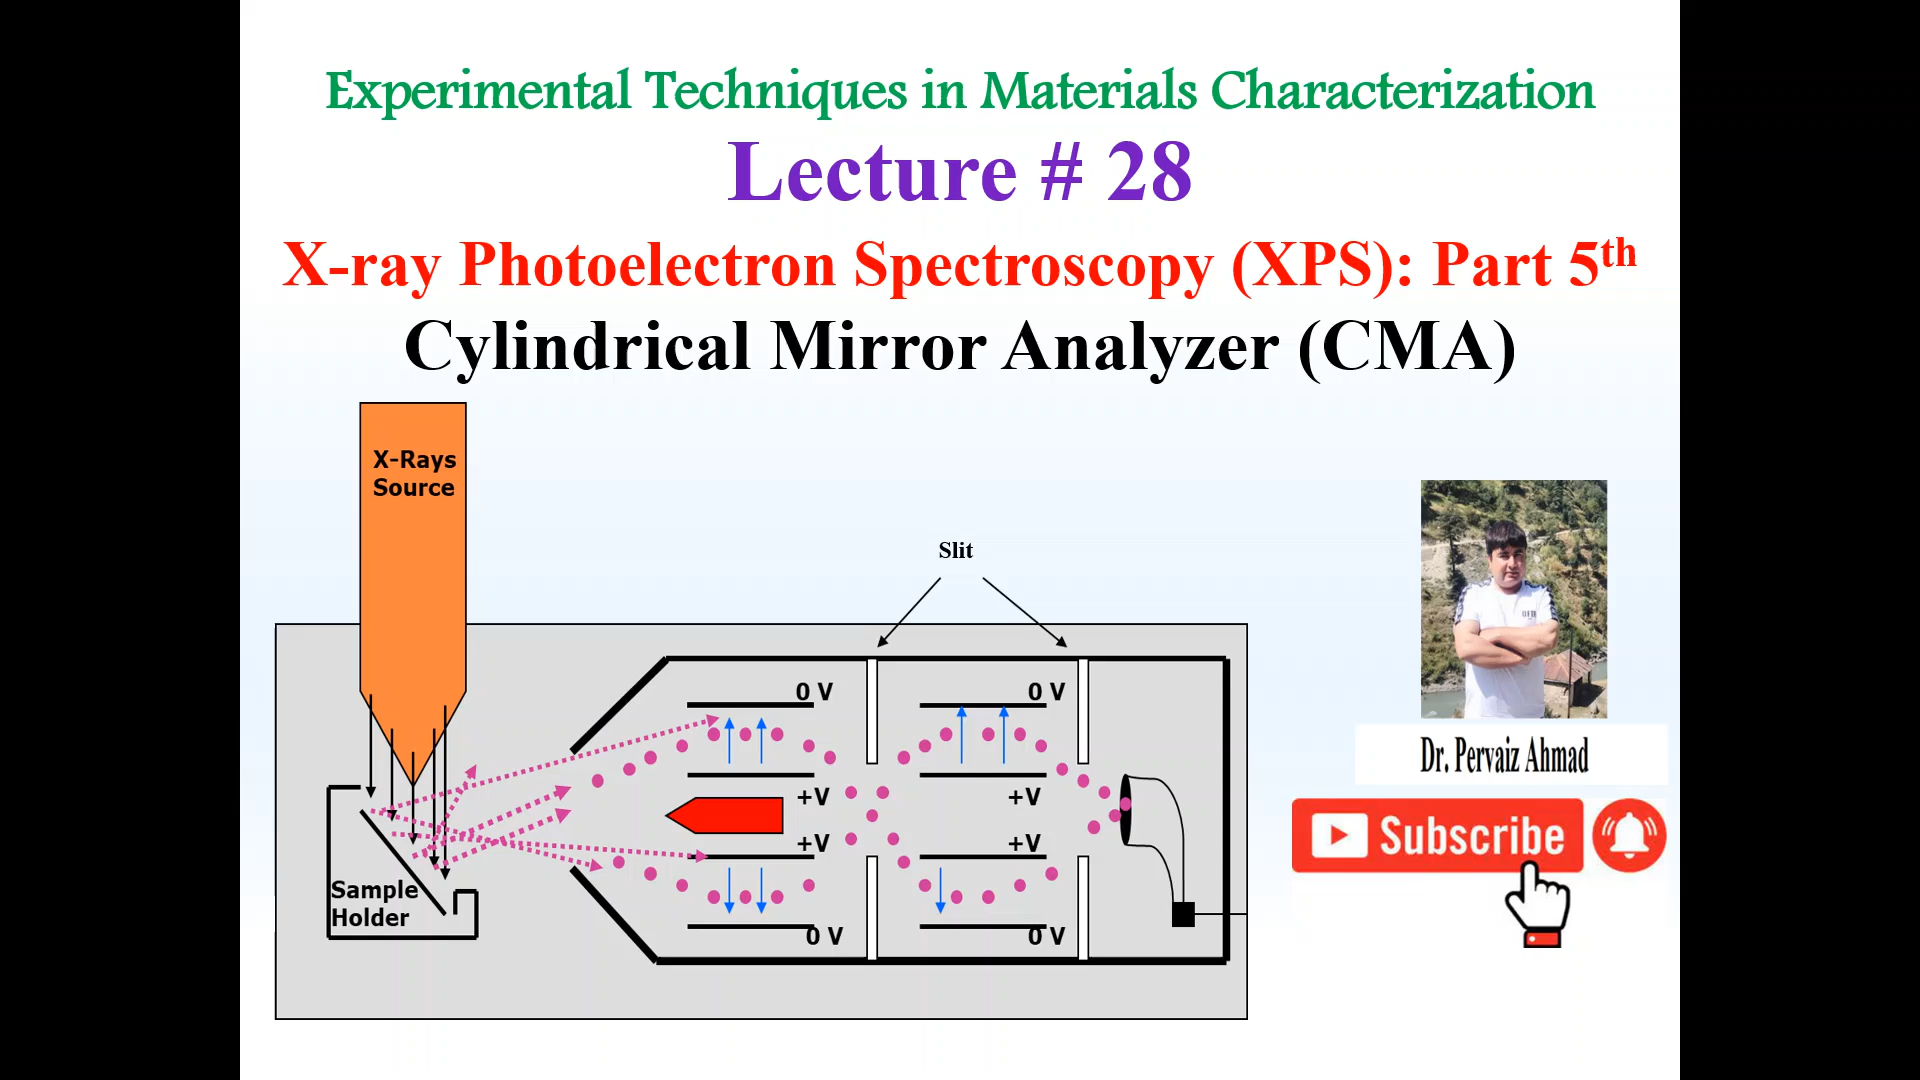 Experimental Techniques in Materials Characterization
Lecture # 28
X-ray Photoelectron Spectroscopy (XPS): Part 5th
Cylindrical Mirror Analyzer (CMA)
X-Rays
Source
Slit
0 V
0 V
+V
+V
+V
+V
Sample
Holder
0 V
0 V
Dr. Pervaiz Ahmad
Subscribe